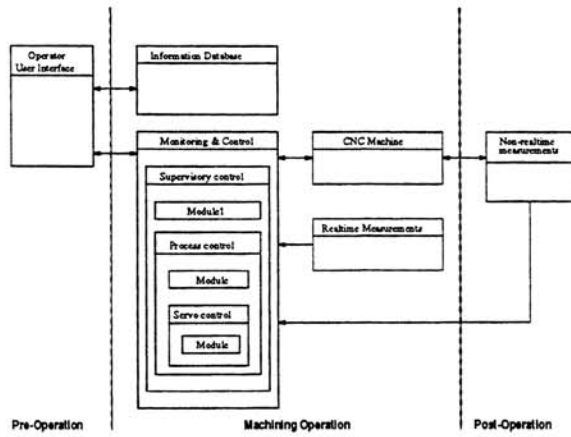 Operator
User Interface
Information Database
Monitoring & Control
CNC Machine
Non-realtime
measurements
Supervisory control
Module1
Realtime Measurements
Process control
Module
Servo control
Module
Pre-Operation
Machining Operation
Post-Operation